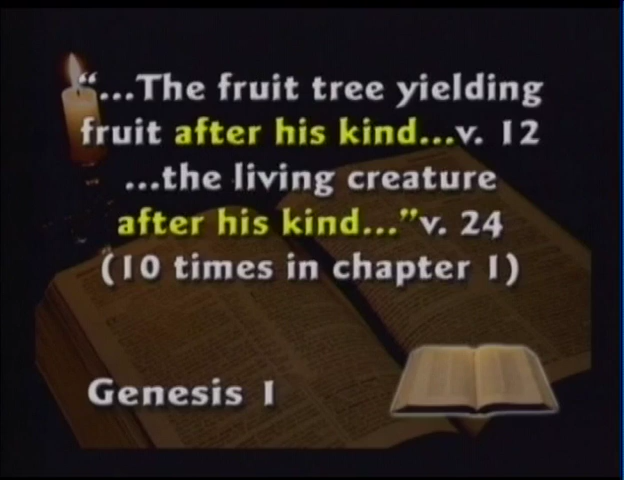 “...The fruit tree yielding
fruit after his kind...v. 12
...the living creature
after his kind...”v. 24
(10 times in chapter 1)
Genesis 1